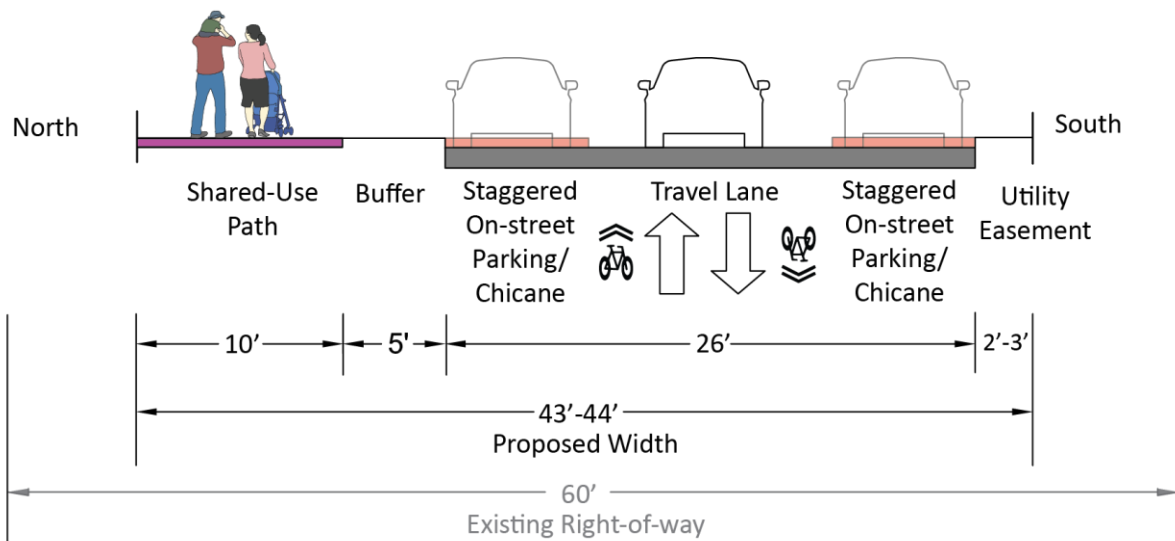 North
South
Shared-Use
Path
Buffer
Staggered
On-street
Parking/
Chicane
Travel Lane
Staggered
On-street
Parking/
Chicane
Utility
Easement
10’
5'
26’
2’-3’
43’-44’
Proposed Width
60’
Existing Right-of-way